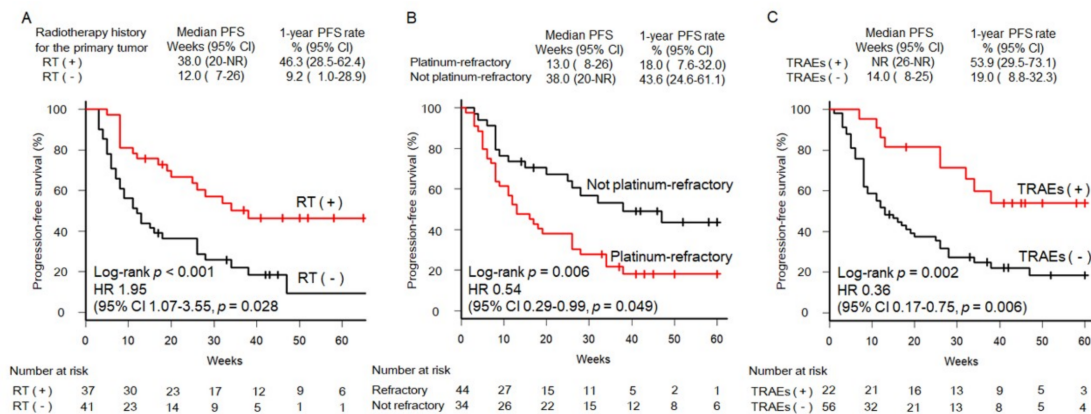 A
Radiotherapy history
for the primary tumor
Median PFS
Weeks (95% CI)
1-year PFS rate
% (95% CI)
RT (+) 38.0 (20-NR) 46.3 (28.5-62.4)
RT (-) 12.0 ( 7-26) 9.2 ( 1.0-28.9)
Progression-free survival (%)
100
80
60
40
20
0
RT (+)
RT (-)
Log-rank p < 0.001
HR 1.95
(95% CI 1.07-3.55, p = 0.028
0 10 20 30 40 50 60
Weeks
Number at risk
RT (+) 37 30 23 17 12 9 6
RT (-) 41 23 14 9 5 1 1
B
Median PFS
Weeks (95% CI)
1-year PFS rate
% (95% CI)
Platinum-refractory 13.0 ( 8-26) 18.0 ( 7.6-32.0)
Not platinum-refractory 38.0 (20-NR) 43.6 (24.6-61.1)
Progression-free survival (%)
100
80
60
40
20
0
Not platinum-refractory
Platinum-refractory
Log-rank p = 0.006
HR 0.54
(95% CI 0.29-0.99, p = 0.049)
0 10 20 30 40 50 60
Weeks
Number at risk
Refractory 44 27 15 11 5 2 1
Not refractory 34 26 22 15 12 8 6
C
Median PFS
Weeks (95% CI)
1-year PFS rate
% (95% CI)
TRAEs (+) NR (26-NR) 53.9 (29.5-73.1)
TRAEs (-) 14.0 ( 8-25) 19.0 ( 8.8-32.3)
Progression-free survival (%)
100
80
60
40
20
0
TRAEs (+)
TRAEs (-)
Log-rank p = 0.002
HR 0.36
(95% CI 0.17-0.75, p = 0.006)
0 10 20 30 40 50 60
Weeks
Number at risk
TRAEs (+) 22 21 16 13 9 5 3
TRAEs (-) 56 32 21 13 8 5 4